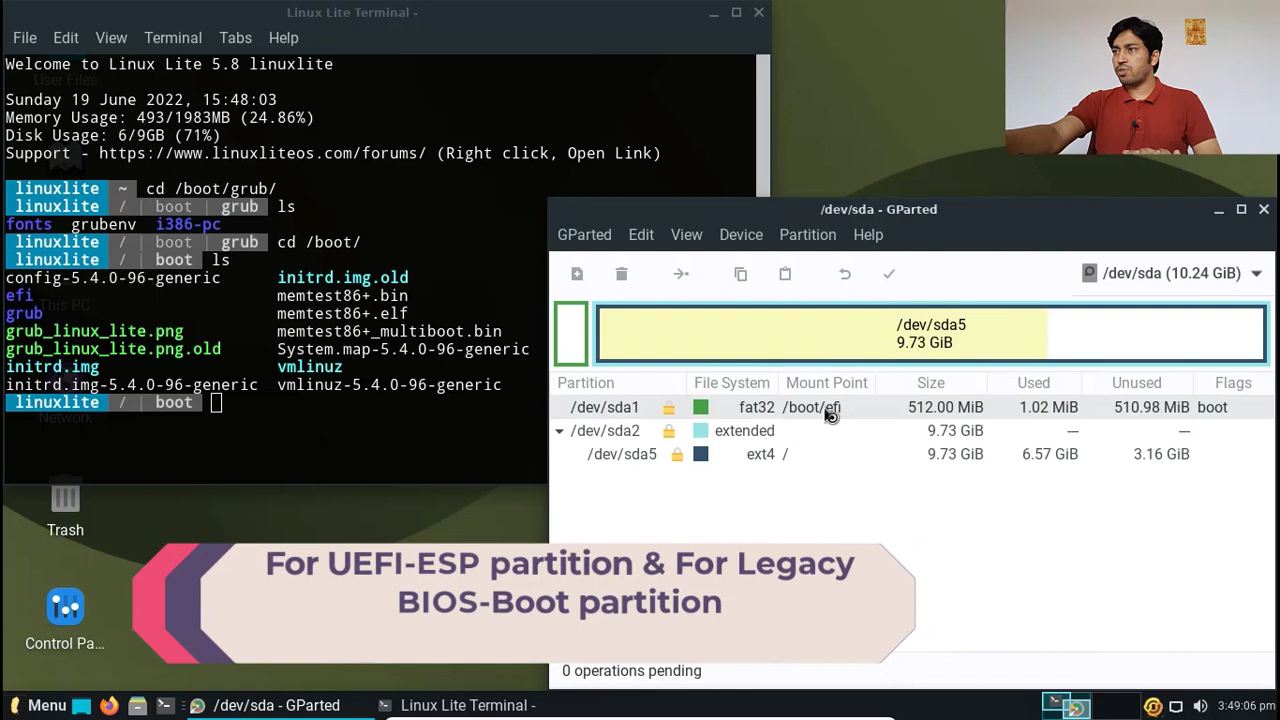 Linux Lite Terminal -
File Edit View Terminal Tabs Help
Welcome to Linux Lite 5.8 linuxlite
Sunday 19 June 2022, 15:48:03
Memory Usage: 493/1983MB (24.86%)
Disk Usage: 6/9GB (71%)
Support - https://www.linuxliteos.com/forums/ (Right click, Open Link)
linuxlite ~ cd /boot/grub/
linuxlite / | boot | grub ls
fonts grubenv i386-pc
linuxlite / | boot | grub cd /boot/
linuxlite / | boot ls
config-5.4.0-96-generic initrd.img.old
efi memtest86+.bin
grub memtest86+.elf
grub_linux_lite.png memtest86+_multiboot.bin
grub_linux_lite.png.old System.map-5.4.0-96-generic
initrd.img vmlinuz
initrd.img-5.4.0-96-generic vmlinuz-5.4.0-96-generic
linuxlite / | boot
User Files
This PC
Network
Trash
Control Pa...
/dev/sda - GParted
GParted Edit View Device Partition Help
/dev/sda (10.24 GiB)
/dev/sda5
9.73 GiB
Partition File System Mount Point Size Used Unused Flags
/dev/sda1 fat32 /boot/efi 512.00 MiB 1.02 MiB 510.98 MiB boot
/dev/sda2 extended 9.73 GiB — —
/dev/sda5 ext4 / 9.73 GiB 6.57 GiB 3.16 GiB
0 operations pending
For UEFI-ESP partition & For Legacy
BIOS-Boot partition
Menu /dev/sda - GParted Linux Lite Terminal - 3:49:06 pm